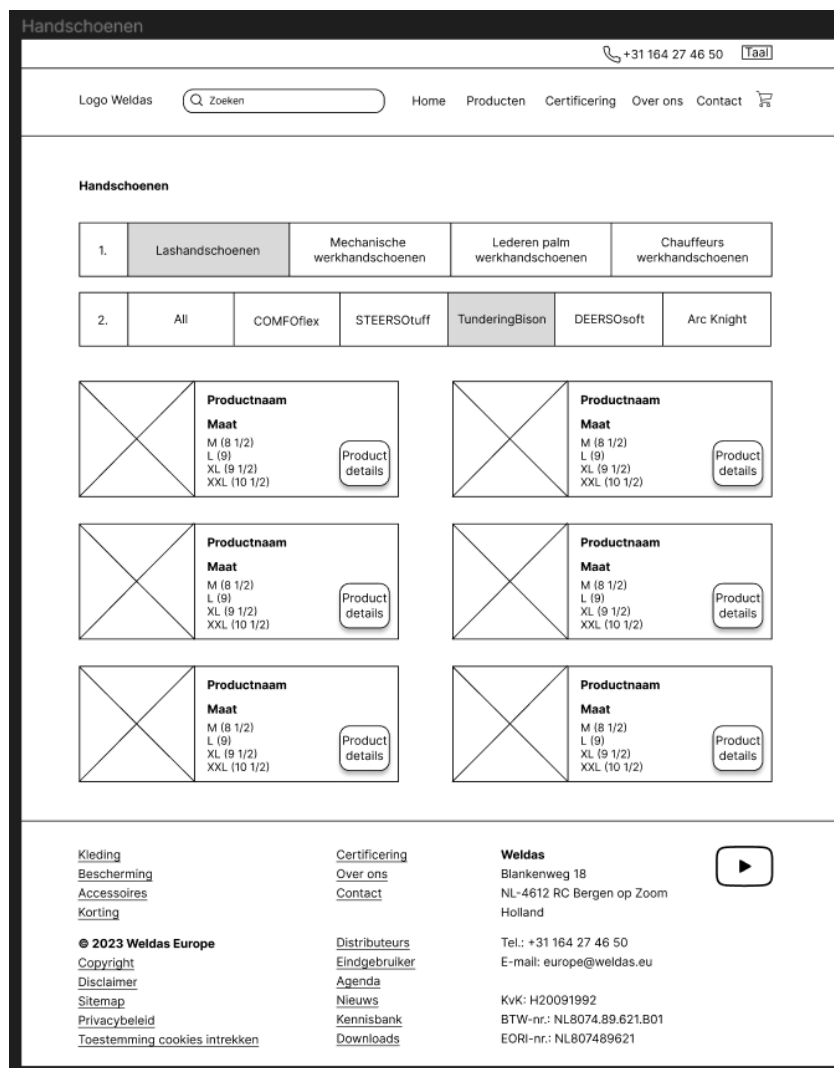 Handschoenen
+31 164 27 46 50 Taal
Logo Weldas Zoeken Home Producten Certificering Over ons Contact
Handschoenen
1. Lashandschoenen Mechanische werkhandschoenen Lederen palm werkhandschoenen Chauffeurs werkhandschoenen
2. All COMFOflex STEERSOtuff TunderingBison DEERSOsoft Arc Knight
Productnaam
Maat
M (8 1/2)
L (9)
XL (9 1/2)
XXL (10 1/2)
Product
details
Productnaam
Maat
M (8 1/2)
L (9)
XL (9 1/2)
XXL (10 1/2)
Product
details
Productnaam
Maat
M (8 1/2)
L (9)
XL (9 1/2)
XXL (10 1/2)
Product
details
Productnaam
Maat
M (8 1/2)
L (9)
XL (9 1/2)
XXL (10 1/2)
Product
details
Productnaam
Maat
M (8 1/2)
L (9)
XL (9 1/2)
XXL (10 1/2)
Product
details
Productnaam
Maat
M (8 1/2)
L (9)
XL (9 1/2)
XXL (10 1/2)
Product
details
Kleding
Bescherming
Accessoires
Korting
© 2023 Weldas Europe
Copyright
Disclaimer
Sitemap
Privacybeleid
Toestemming cookies intrekken
Certificering
Over ons
Contact
Distributeurs
Eindgebruiker
Agenda
Nieuws
Kennisbank
Downloads
Weldas
Blankenweg 18
NL-4612 RC Bergen op Zoom
Holland
Tel.: +31 164 27 46 50
E-mail: europe@weldas.eu
KvK: H20091992
BTW-nr.: NL8074.89.621.B01
EORI-nr.: NL807489621